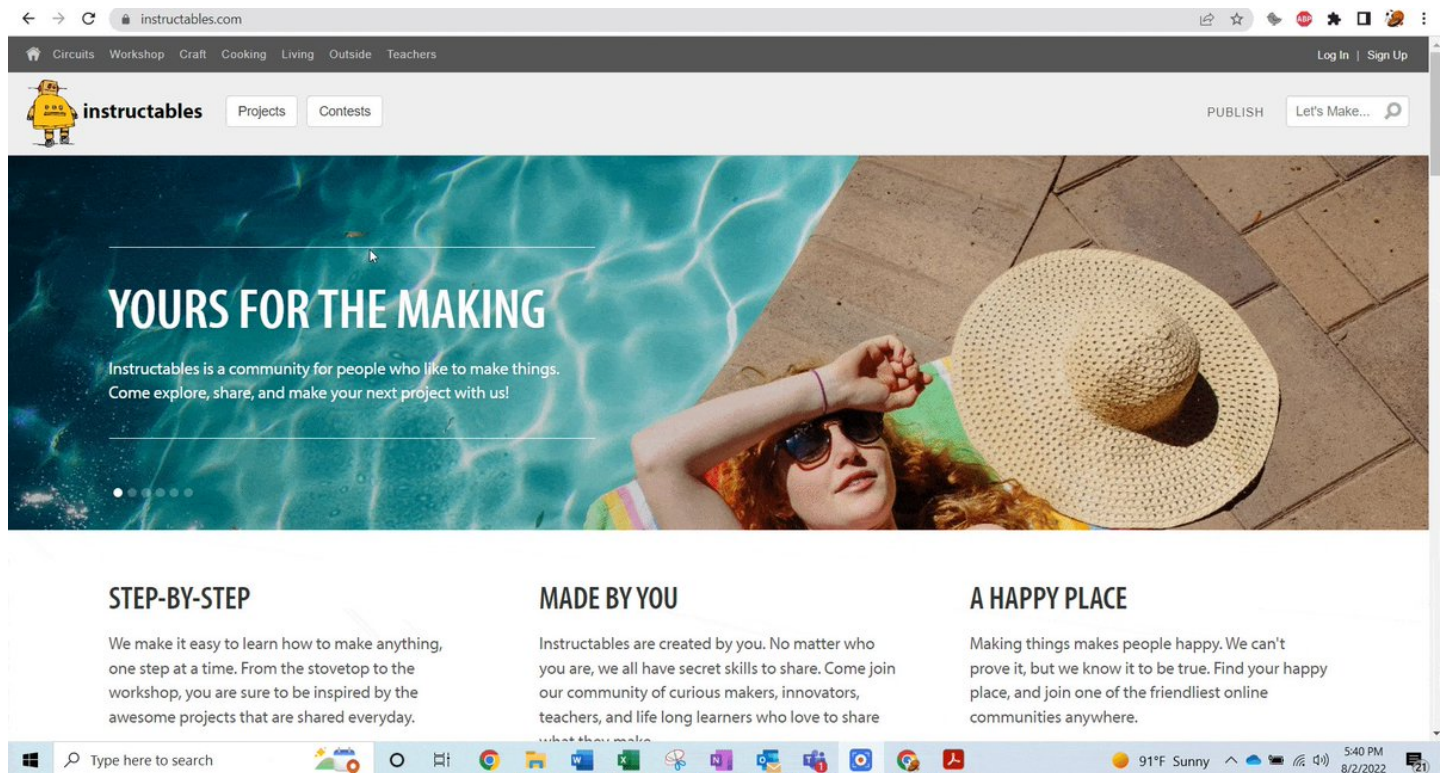 instructables.com
ABP
Circuits Workshop Craft Cooking Living Outside Teachers
Log In | Sign Up
instructables
Projects
Contests
PUBLISH
Let's Make...
YOURS FOR THE MAKING
Instructables is a community for people who like to make things.
Come explore, share, and make your next project with us!
STEP-BY-STEP
We make it easy to learn how to make anything,
one step at a time. From the stovetop to the
workshop, you are sure to be inspired by the
awesome projects that are shared everyday.
MADE BY YOU
Instructables are created by you. No matter who
you are, we all have secret skills to share. Come join
our community of curious makers, innovators,
teachers, and life long learners who love to share
what they make.
A HAPPY PLACE
Making things makes people happy. We can't
prove it, but we know it to be true. Find your happy
place, and join one of the friendliest online
communities anywhere.
Type here to search
91°F Sunny
5:40 PM
8/2/2022
21